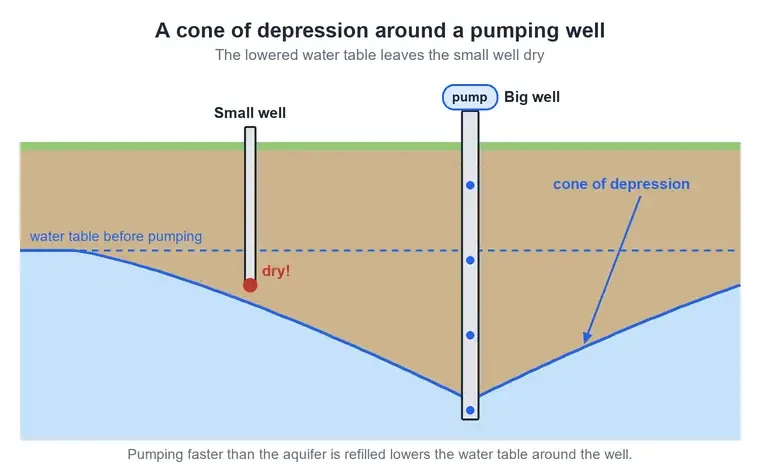 A cone of depression around a pumping well
The lowered water table leaves the small well dry
pump
Big well
Small well
cone of depression
water table before pumping
dry!
Pumping faster than the aquifer is refilled lowers the water table around the well.